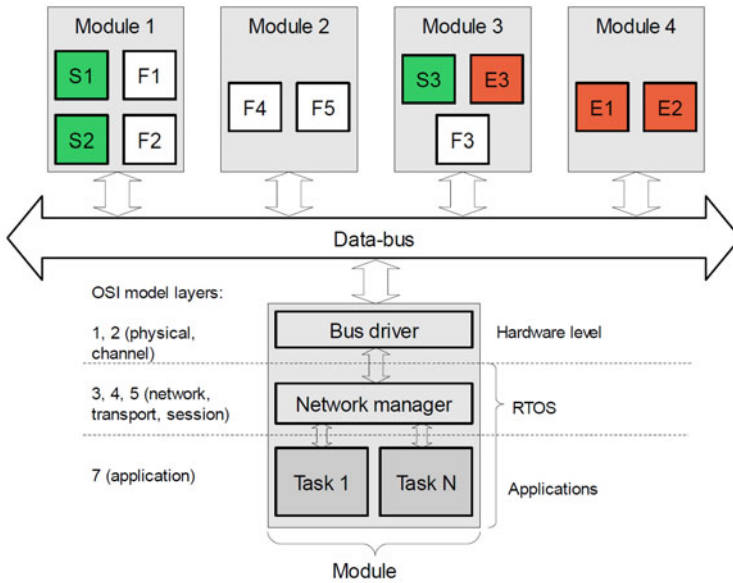 Module 1
Module 2
Module 3
Module 4
S1
F1
S2
F2
F4
F5
S3
E3
F3
E1
E2
Data-bus
OSI model layers:
1, 2 (physical,
channel)
Bus driver
Hardware level
3, 4, 5 (network,
transport, session)
Network manager
RTOS
7 (application)
Task 1
Task N
Applications
Module